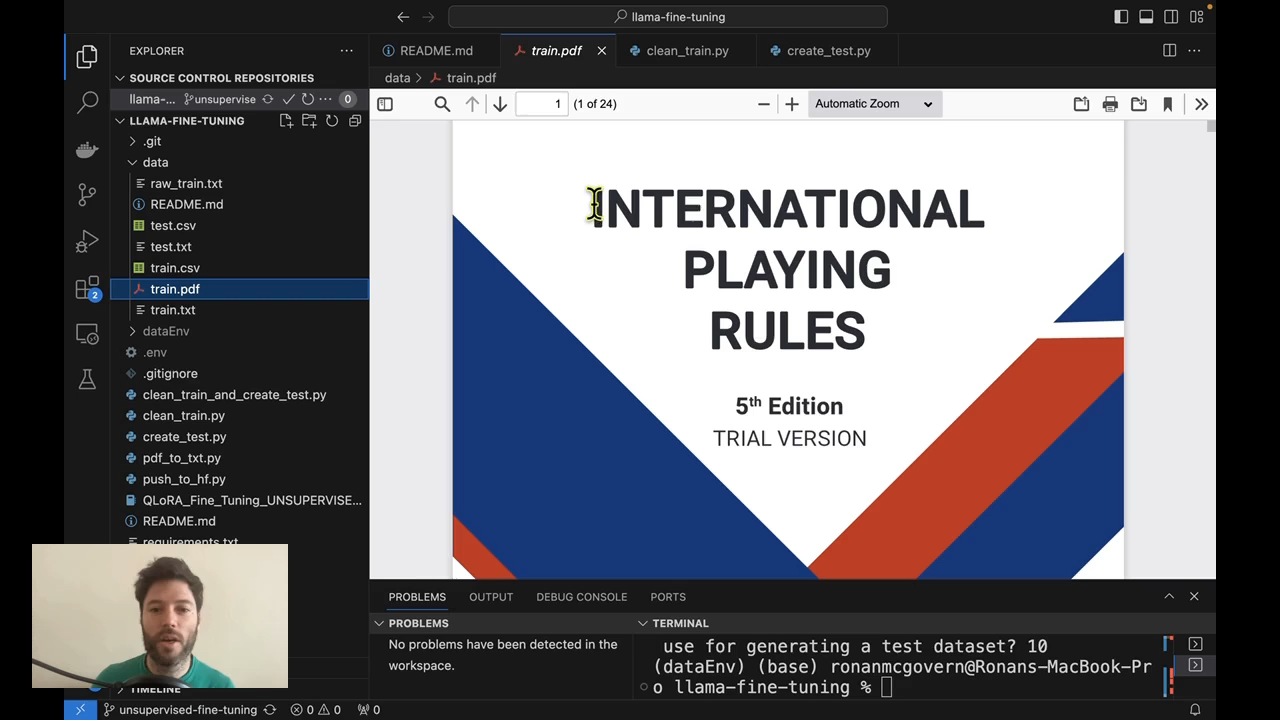 llama-fine-tuning
EXPLORER
SOURCE CONTROL REPOSITORIES
llama-... unsupervise 0
LLAMA-FINE-TUNING
.git
data
raw_train.txt
README.md
test.csv
test.txt
train.csv
train.pdf
train.txt
dataEnv
.env
.gitignore
clean_train_and_create_test.py
clean_train.py
create_test.py
pdf_to_txt.py
push_to_hf.py
QLoRA_Fine_Tuning_UNSUPERVISE...
README.md
requirements.txt
TIMELINE
2
README.md train.pdf clean_train.py create_test.py
data > train.pdf
1 (1 of 24) Automatic Zoom
INTERNATIONAL
PLAYING
RULES
5th Edition
TRIAL VERSION
PROBLEMS OUTPUT DEBUG CONSOLE PORTS
PROBLEMS
No problems have been detected in the
workspace.
TERMINAL
use for generating a test dataset? 10
(dataEnv) (base) ronanmcgovern@Ronans-MacBook-Pr
o llama-fine-tuning %
unsupervised-fine-tuning 0 0 0